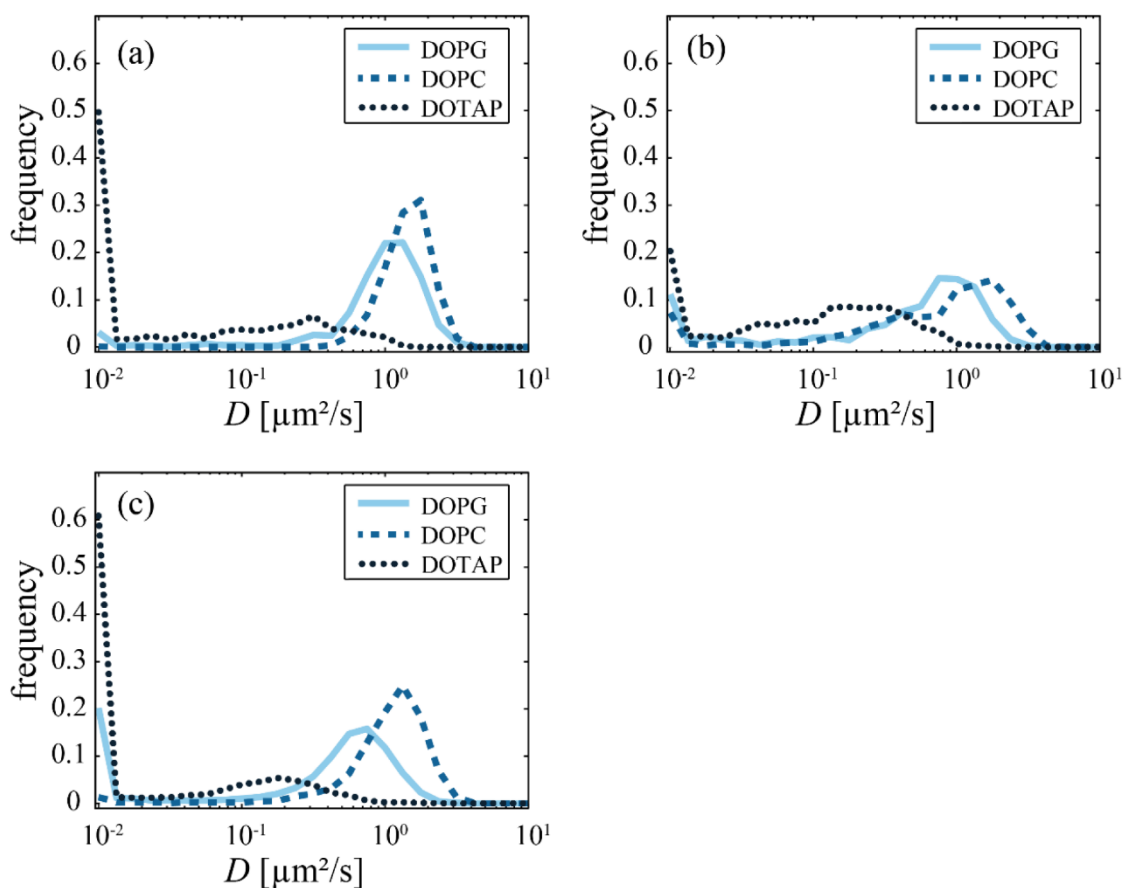 (a)
DOPG
DOPC
DOTAP
frequency
0.6
0.5
0.4
0.3
0.2
0.1
0
10⁻²
10⁻¹
10⁰
10¹
D [µm²/s]
(b)
DOPG
DOPC
DOTAP
frequency
0.6
0.5
0.4
0.3
0.2
0.1
0
10⁻²
10⁻¹
10⁰
10¹
D [µm²/s]
(c)
DOPG
DOPC
DOTAP
frequency
0.6
0.5
0.4
0.3
0.2
0.1
0
10⁻²
10⁻¹
10⁰
10¹
D [µm²/s]